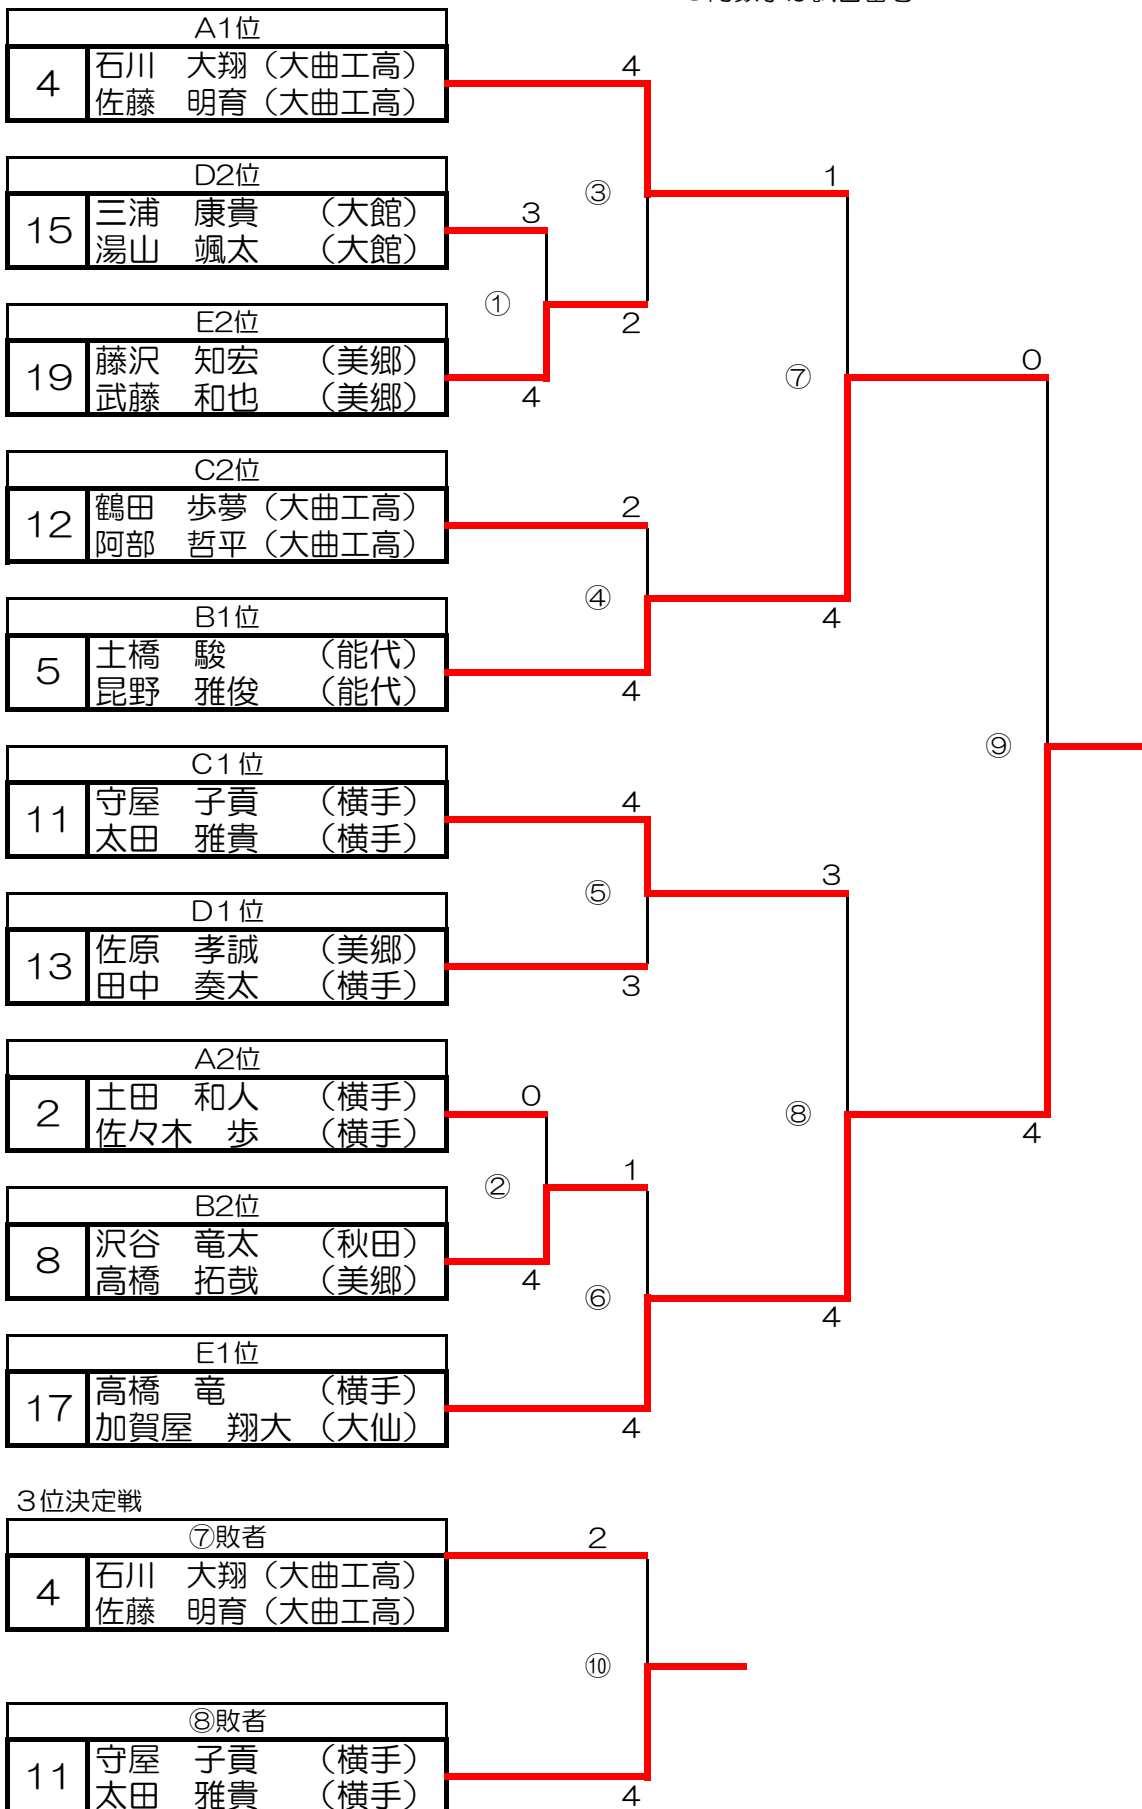 A1位
4
石川　大翔（大曲工高）
佐藤　明育（大曲工高）
4
D2位
15
三浦　康貴　（大館）
湯山　颯太　（大館）
3
③
1
①
E2位
19
藤沢　知宏　（美郷）
武藤　和也　（美郷）
4
2
⑦
0
C2位
12
鶴田　歩夢（大曲工高）
阿部　哲平（大曲工高）
2
④
4
B1位
5
土橋　駿　（能代）
昆野　雅俊　（能代）
4
⑨
C1位
11
守屋　子貢　（横手）
太田　雅貴　（横手）
4
⑤
3
D1位
13
佐原　孝誠　（美郷）
田中　奏太　（横手）
3
A2位
2
土田　和人　（横手）
佐々木　歩　（横手）
0
⑧
4
②
1
B2位
8
沢谷　竜太　（秋田）
高橋　拓哉　（美郷）
4
⑥
4
E1位
17
高橋　竜　（横手）
加賀屋　翔大（大仙）
4
３位決定戦
⑦敗者
4
石川　大翔（大曲工高）
佐藤　明育（大曲工高）
2
⑩
⑧敗者
11
守屋　子貢　（横手）
太田　雅貴　（横手）
4